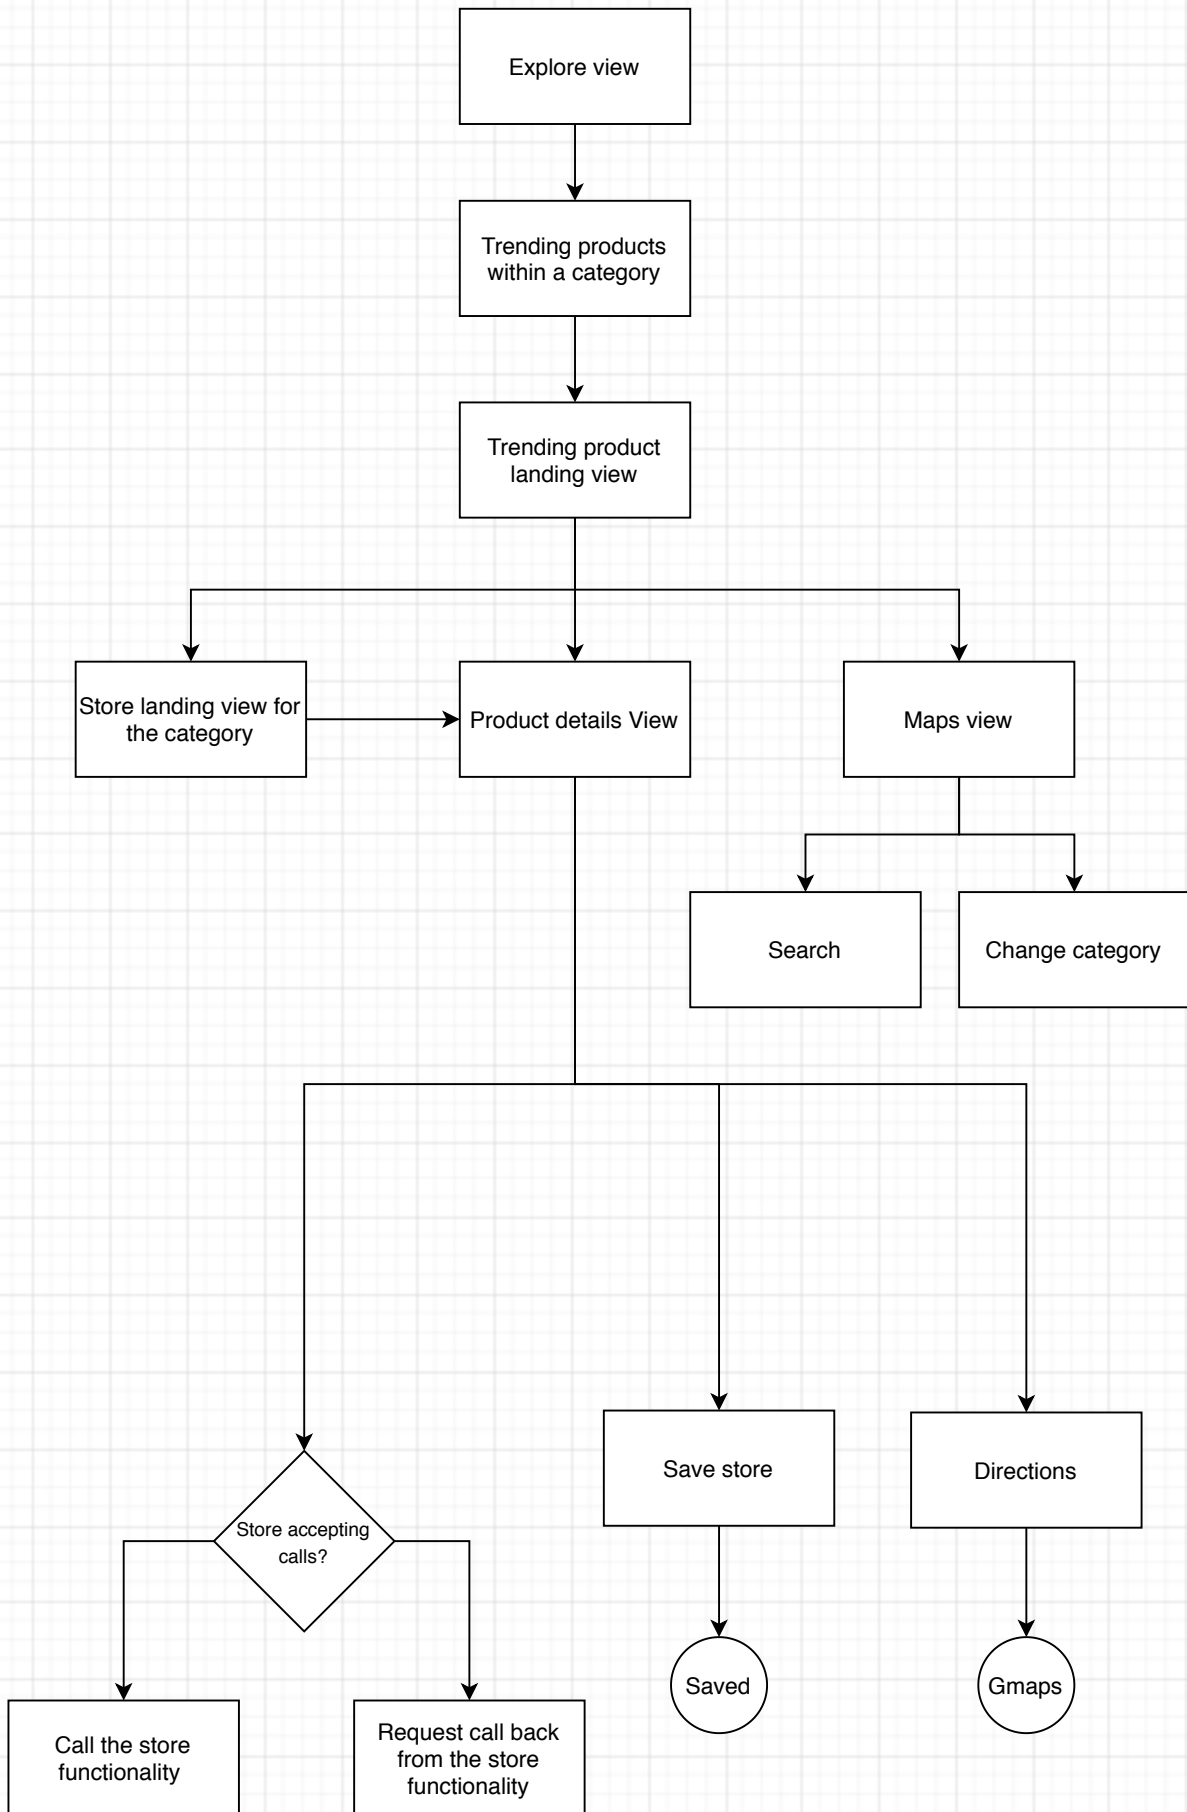 Explore view
Trending products
within a category
Trending product
landing view
Store landing view for
the category
Product details View
Maps view
Search
Change category
Save store
Directions
Store accepting
calls?
Saved
Gmaps
Call the store
functionality
Request call back
from the store
functionality